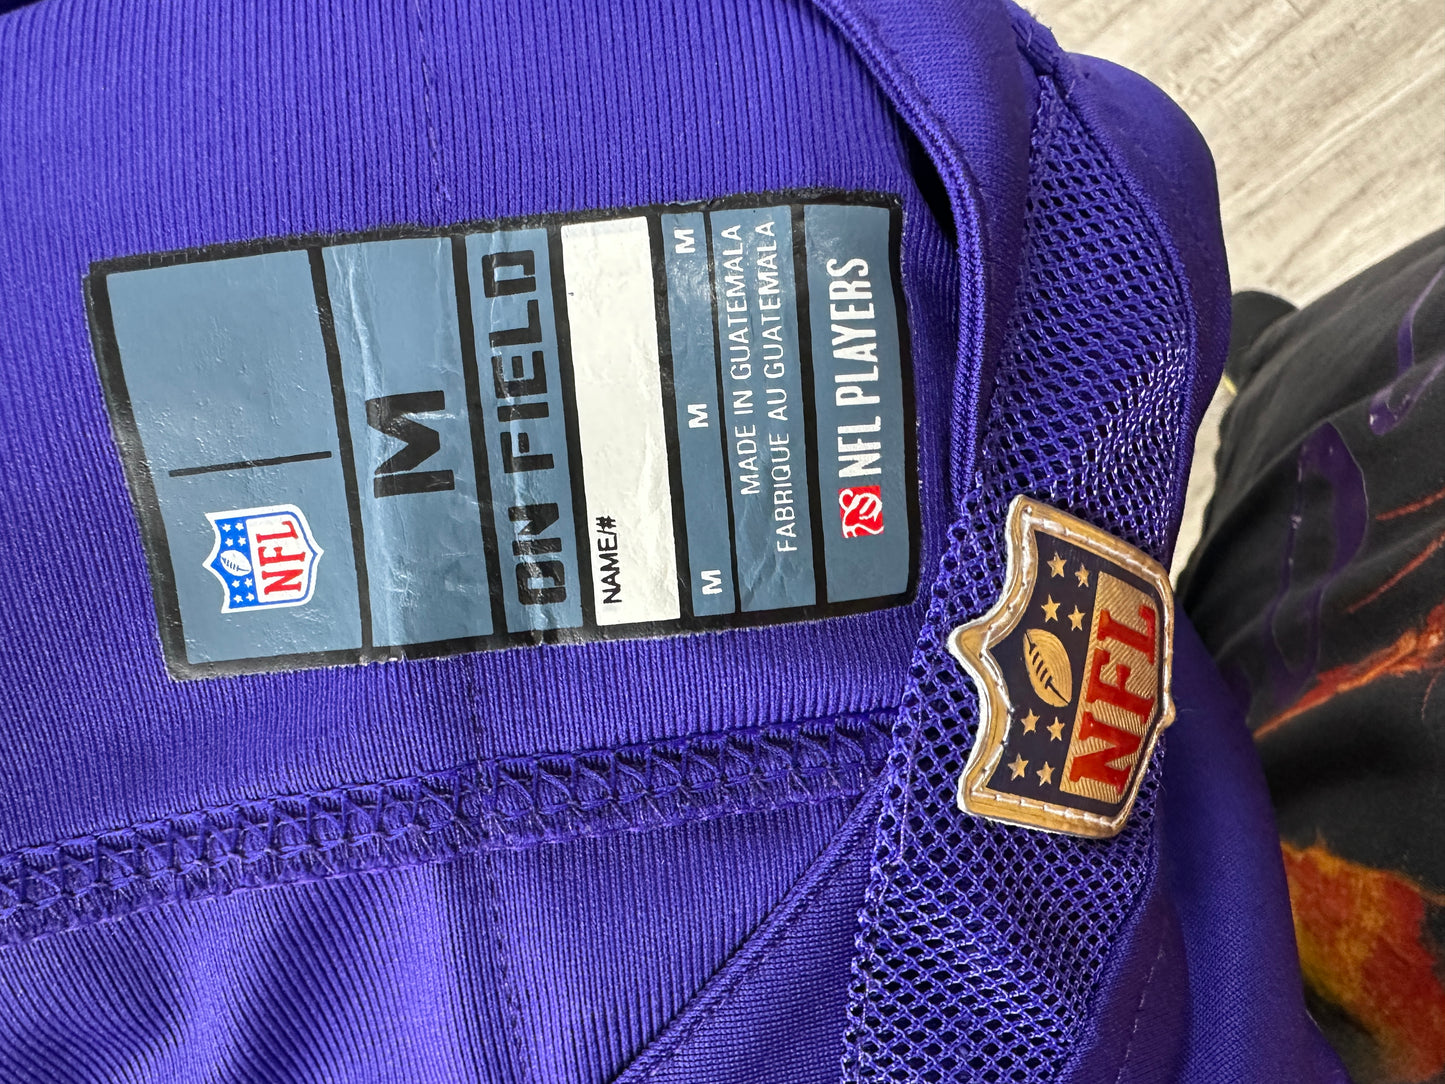 NFL
M
ON FIELD
NAME/#
M M M
MADE IN GUATEMALA
FABRIQUE AU GUATEMALA
NFL PLAYERS
NFL